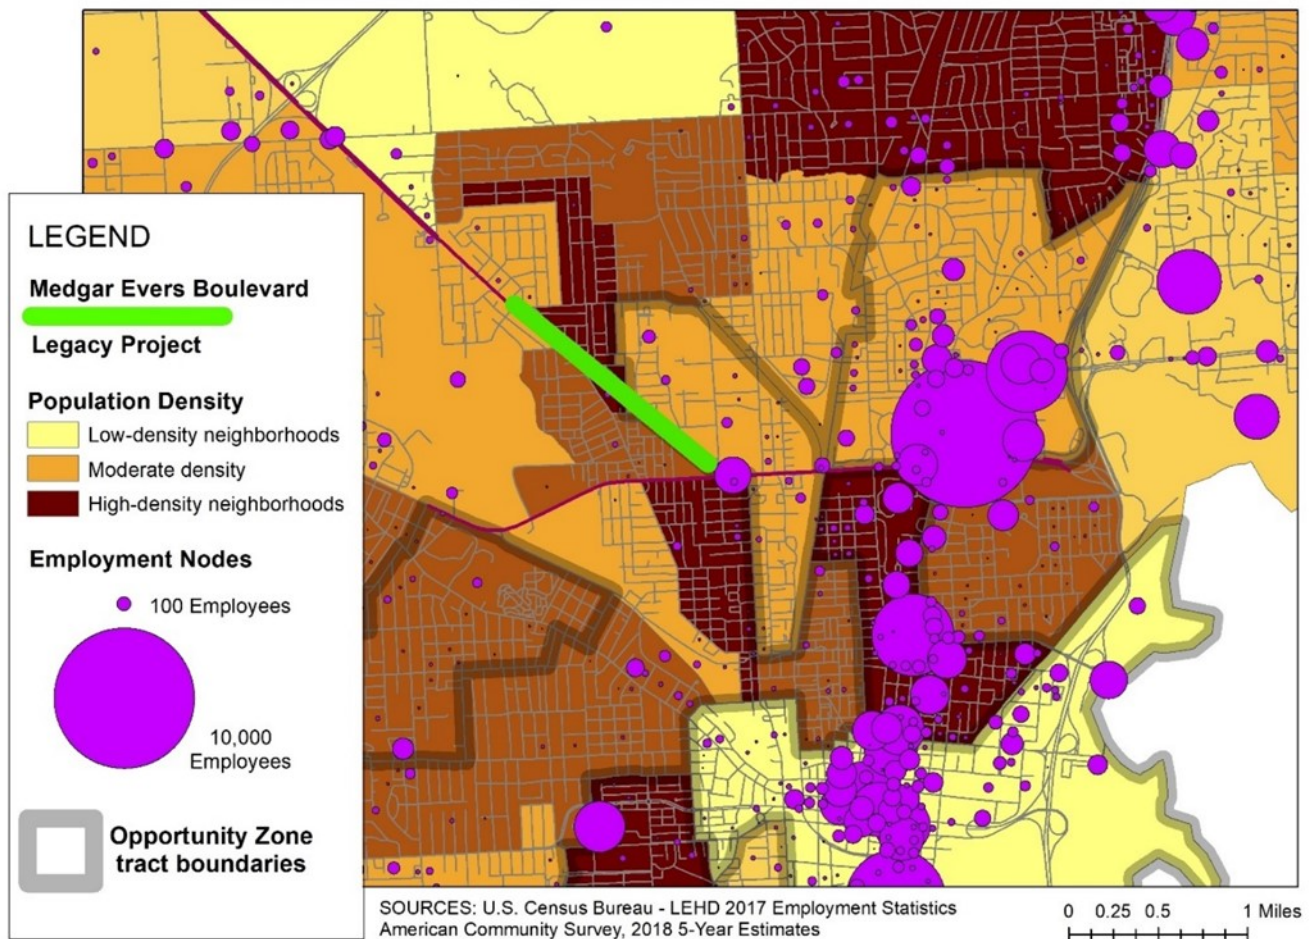 LEGEND
Medgar Evers Boulevard
Legacy Project
Population Density
Low-density neighborhoods
Moderate density
High-density neighborhoods
Employment Nodes
100 Employees
10,000
Employees
Opportunity Zone
tract boundaries
SOURCES: U.S. Census Bureau - LEHD 2017 Employment Statistics
American Community Survey, 2018 5-Year Estimates
0 0.25 0.5 1 Miles